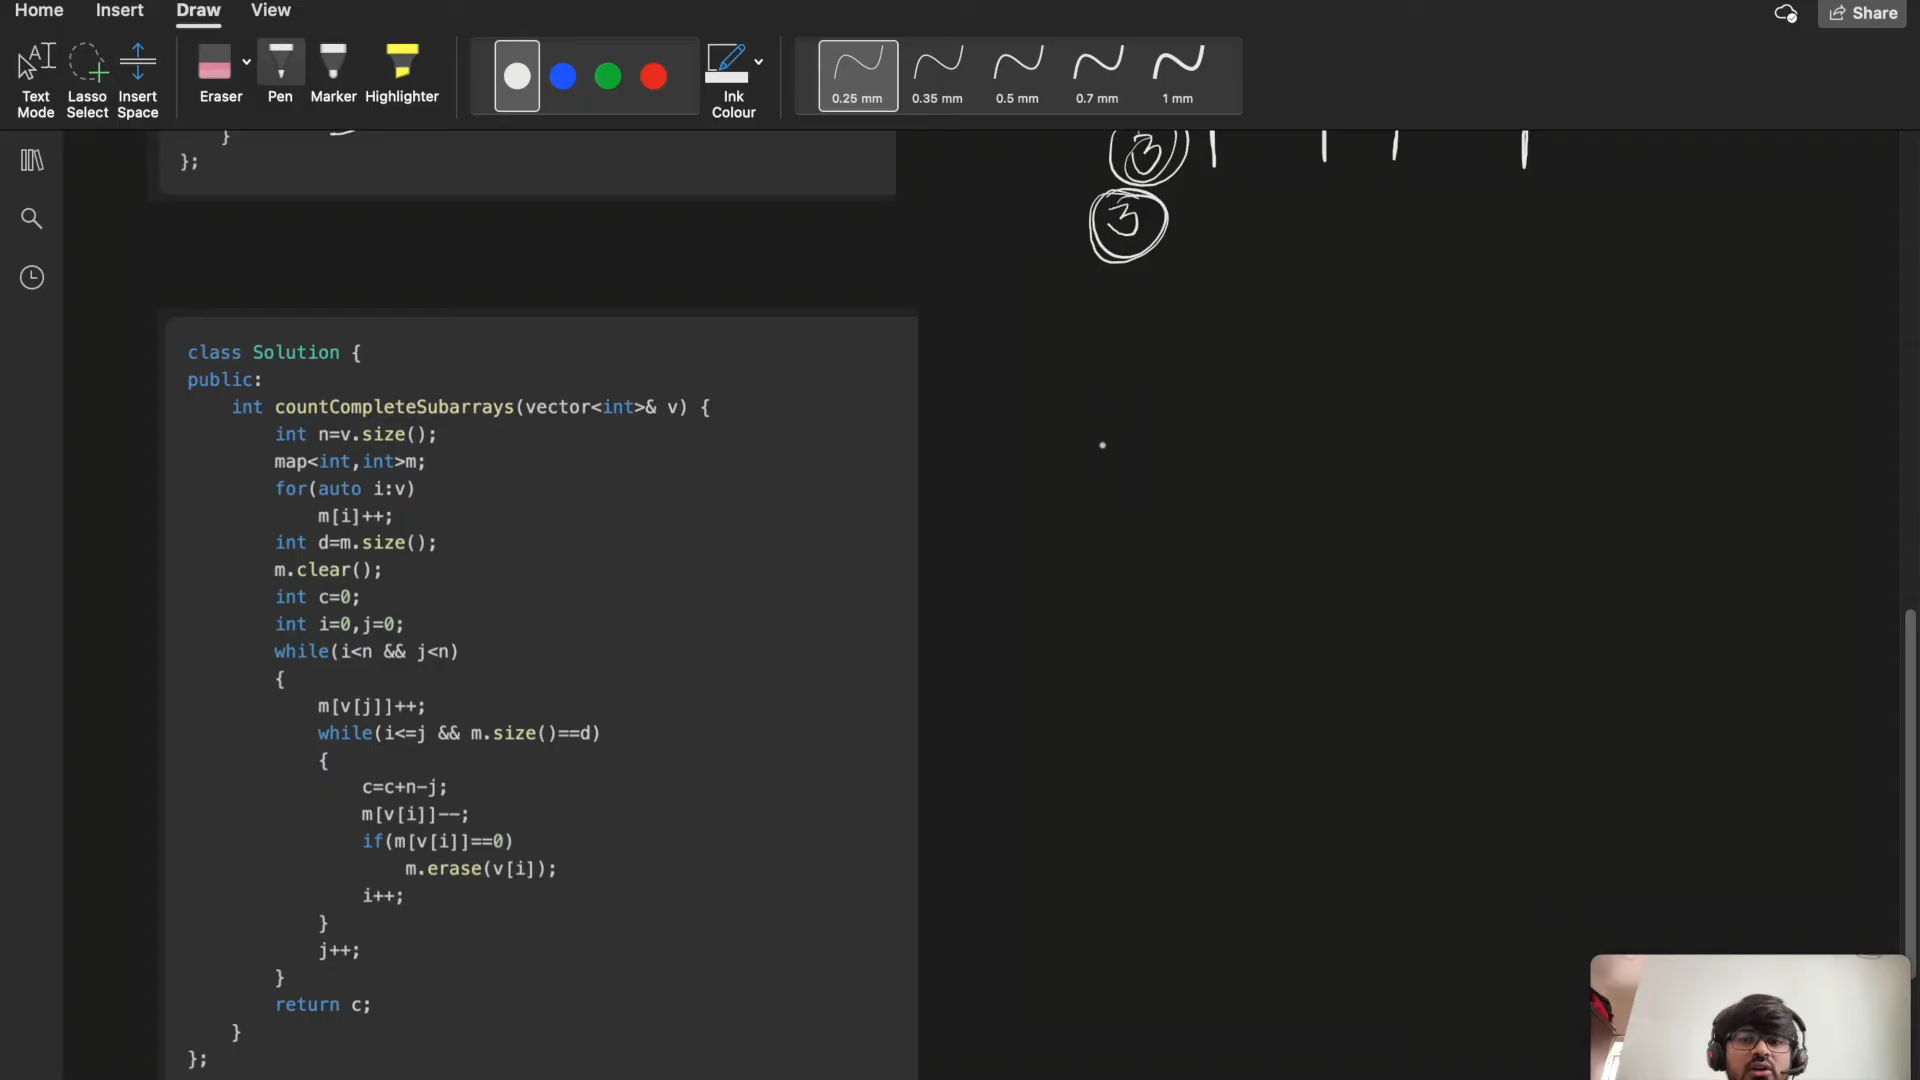 Home Insert Draw View
Share
Text Mode
Lasso Select
Insert Space
Eraser
Pen
Marker
Highlighter
Ink Colour
0.25 mm
0.35 mm
0.5 mm
0.7 mm
1 mm
}
};
3
3
class Solution {
public:
    int countCompleteSubarrays(vector<int>& v) {
        int n=v.size();
        map<int,int>m;
        for(auto i:v)
            m[i]++;
        int d=m.size();
        m.clear();
        int c=0;
        int i=0,j=0;
        while(i<n && j<n)
        {
            m[v[j]]++;
            while(i<=j && m.size()==d)
            {
                c=c+n-j;
                m[v[i]]--;
                if(m[v[i]]==0)
                    m.erase(v[i]);
                i++;
            }
            j++;
        }
        return c;
    }
};